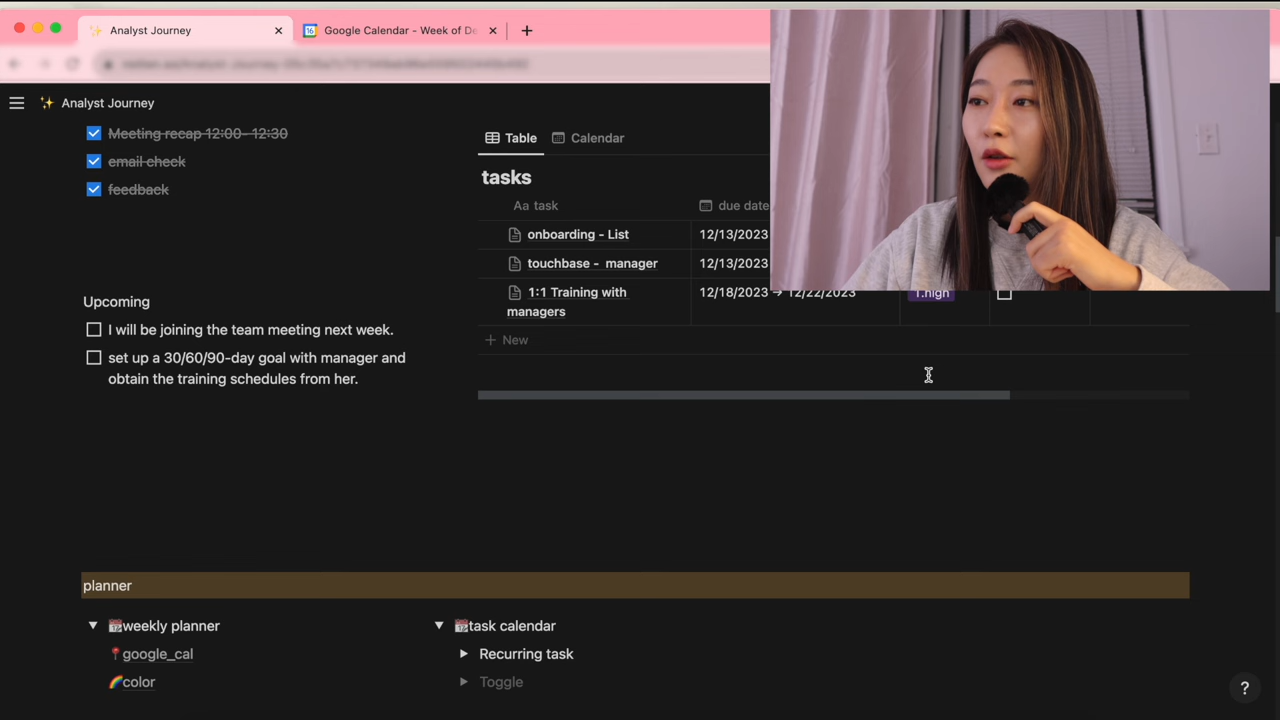 Analyst Journey
Google Calendar - Week of De
Analyst Journey
Meeting recap 12:00- 12:30
email check
feedback
Table
Calendar
tasks
Aa task
due date
onboarding - List
12/13/2023
touchbase - manager
12/13/2023
1:1 Training with
managers
12/18/2023 → 12/22/2023
1.high
+ New
Upcoming
I will be joining the team meeting next week.
set up a 30/60/90-day goal with manager and
obtain the training schedules from her.
planner
weekly planner
google_cal
color
task calendar
Recurring task
Toggle
?